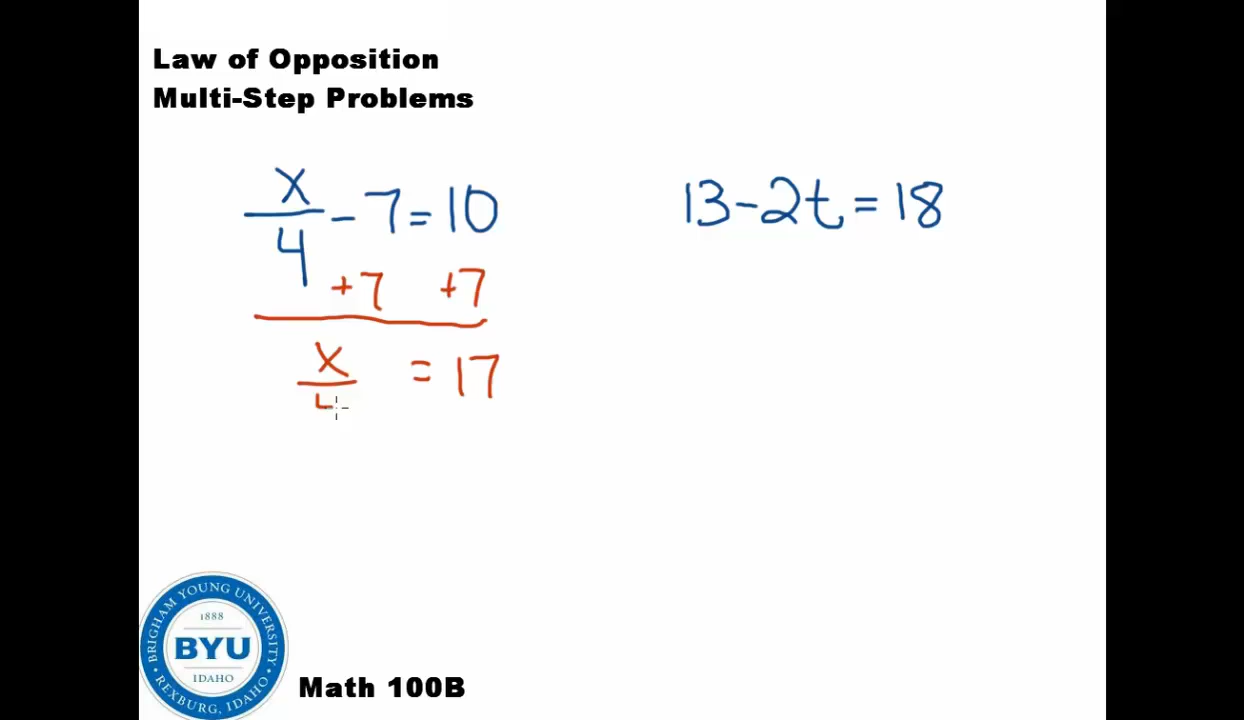 Law of Opposition
Multi-Step Problems
x/4 - 7 = 10
+7 +7
x/4 = 17
13 - 2t = 18
BRIGHAM YOUNG UNIVERSITY
1888
BYU
IDAHO
• REXBURG, IDAHO •
Math 100B